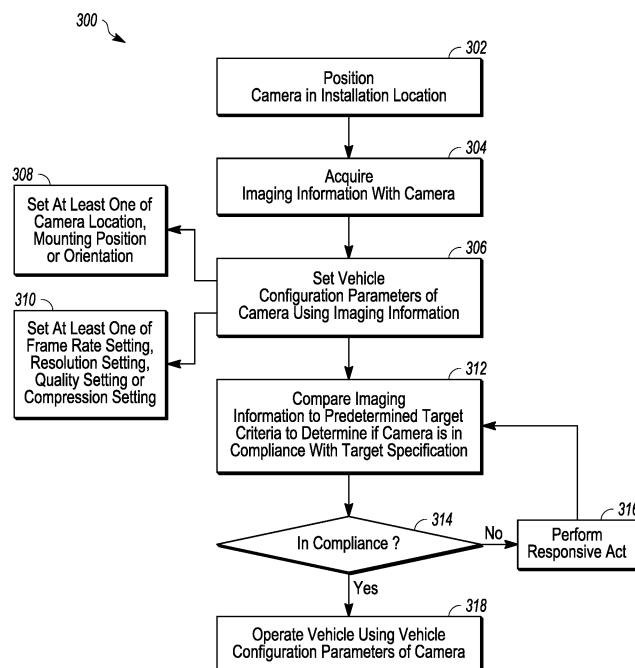 300
302
Position
Camera in Installation Location
304
Acquire
Imaging Information With Camera
308
Set At Least One of
Camera Location,
Mounting Position
or Orientation
306
Set Vehicle
Configuration Parameters of
Camera Using Imaging Information
310
Set At Least One of
Frame Rate Setting,
Resolution Setting,
Quality Setting or
Compression Setting
312
Compare Imaging
Information to Predetermined Target
Criteria to Determine if Camera is in
Compliance With Target Specification
314
In Compliance ?
No
316
Perform
Responsive Act
Yes
318
Operate Vehicle Using Vehicle
Configuration Parameters of Camera